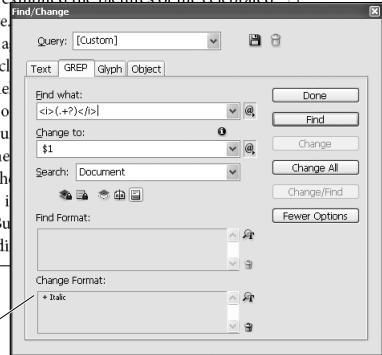 Find/Change
Query: [Custom]
Text GREP Glyph Object
Find what:
<i>(.+?)</i>
Change to:
$1
Search: Document
Find Format:
Change Format:
+ Italic
Done
Find
Change
Change All
Change/Find
Fewer Options